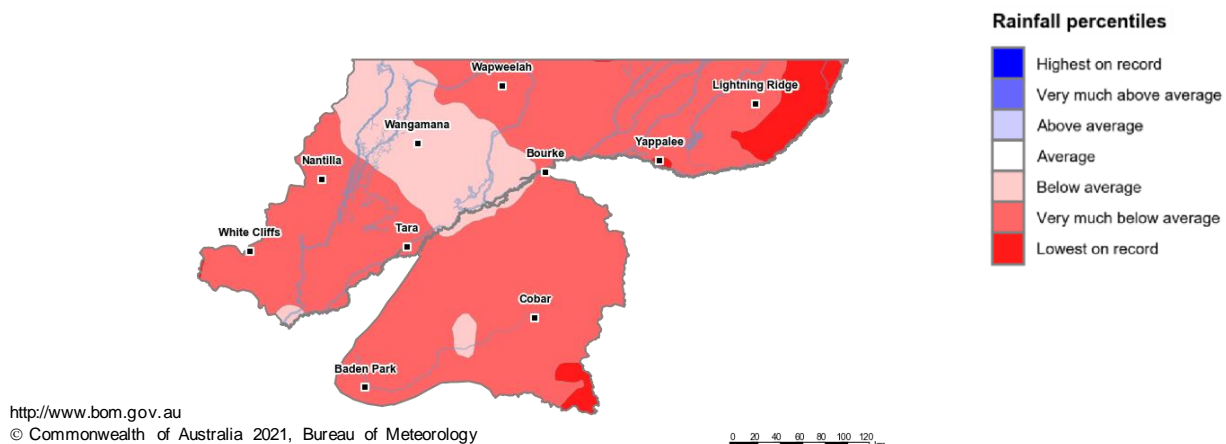 Rainfall percentiles
Highest on record
Very much above average
Above average
Average
Below average
Very much below average
Lowest on record
Wapweelah
Lightning Ridge
Wangamana
Yappalee
Bourke
Nantilla
Tara
White Cliffs
Cobar
Baden Park
http://www.bom.gov.au
© Commonwealth of Australia 2021, Bureau of Meteorology
0 20 40 60 80 100 120